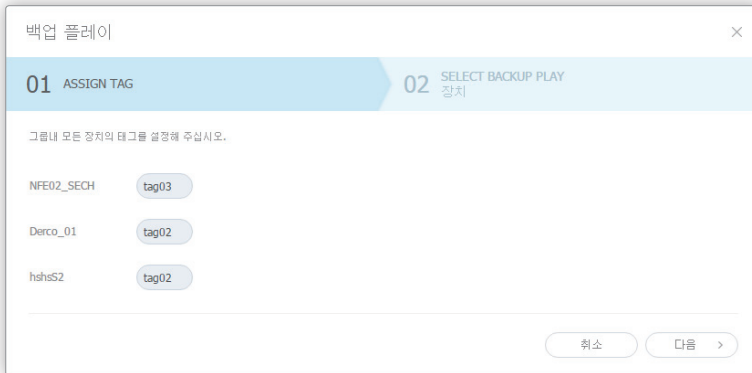 백업 플레이
01 ASSIGN TAG
02 SELECT BACKUP PLAY
장치
그룹내 모든 장치의 태그를 설정해 주십시오.
NFE02_SECH tag03
Derco_01 tag02
hshsS2 tag02
취소 다음 >